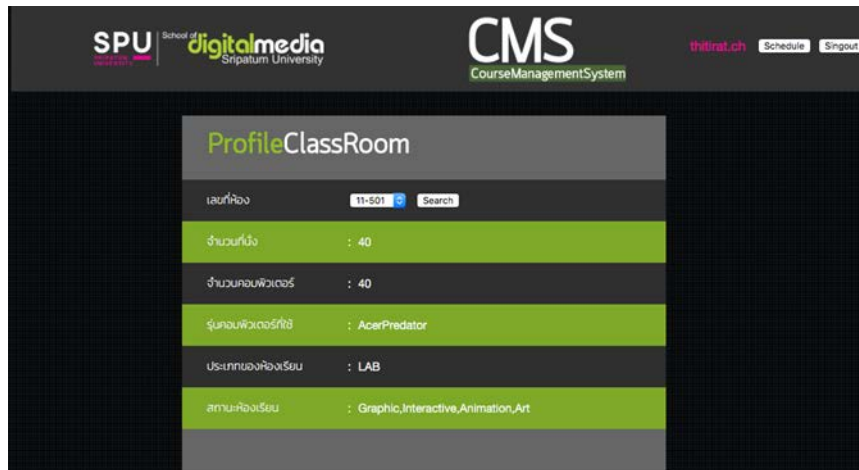 SPU School of digitalmedia CMS thitirat.ch Schedule Singout
Sripatum University
CourseManagementSystem
ProfileClassRoom
เลขที่ห้อง 11-501 Search
จำนวนที่นั่ง : 40
จำนวนคอมพิวเตอร์ : 40
รุ่นคอมพิวเตอร์ที่ใช้ : AcerPredator
ประเภทของห้องเรียน : LAB
สถานะห้องเรียน : Graphic,Interactive,Animation,Art